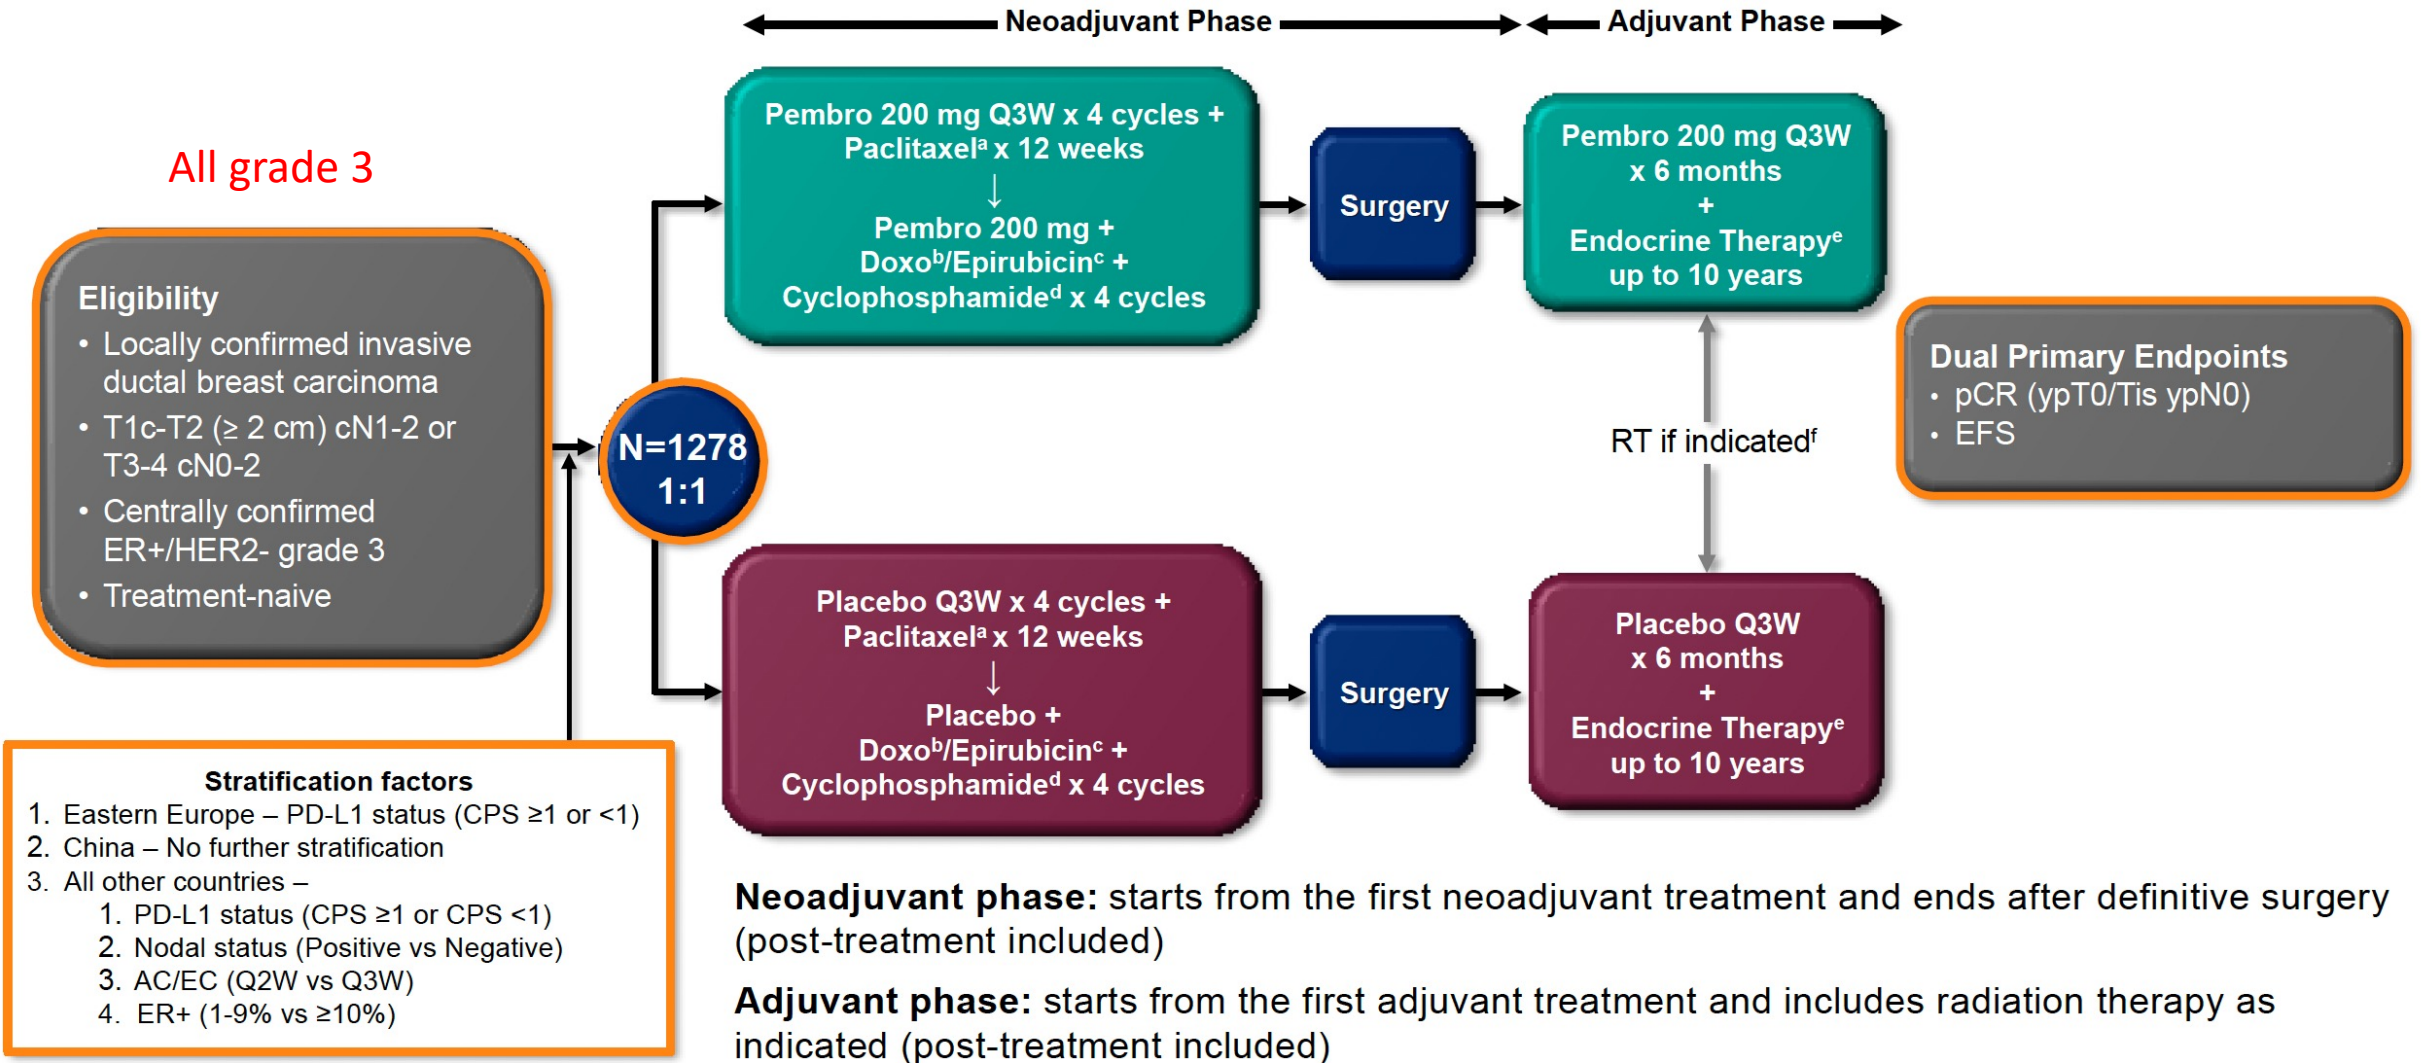 Neoadjuvant Phase
Adjuvant Phase
All grade 3
Eligibility
• Locally confirmed invasive
ductal breast carcinoma
• T1c-T2 (≥ 2 cm) cN1-2 or
T3-4 cN0-2
• Centrally confirmed
ER+/HER2- grade 3
• Treatment-naive
Stratification factors
1. Eastern Europe – PD-L1 status (CPS ≥1 or <1)
2. China – No further stratification
3. All other countries –
1. PD-L1 status (CPS ≥1 or CPS <1)
2. Nodal status (Positive vs Negative)
3. AC/EC (Q2W vs Q3W)
4. ER+ (1-9% vs ≥10%)
N=1278
1:1
Pembro 200 mg Q3W x 4 cycles +
Paclitaxelᵃ x 12 weeks
↓
Pembro 200 mg +
Doxoᵇ/Epirubicinᶜ +
Cyclophosphamideᵈ x 4 cycles
Surgery
Pembro 200 mg Q3W
x 6 months
+
Endocrine Therapyᵉ
up to 10 years
RT if indicatedᶠ
Placebo Q3W x 4 cycles +
Paclitaxelᵃ x 12 weeks
↓
Placebo +
Doxoᵇ/Epirubicinᶜ +
Cyclophosphamideᵈ x 4 cycles
Surgery
Placebo Q3W
x 6 months
+
Endocrine Therapyᵉ
up to 10 years
Dual Primary Endpoints
• pCR (ypT0/Tis ypN0)
• EFS
Neoadjuvant phase: starts from the first neoadjuvant treatment and ends after definitive surgery
(post-treatment included)
Adjuvant phase: starts from the first adjuvant treatment and includes radiation therapy as
indicated (post-treatment included)